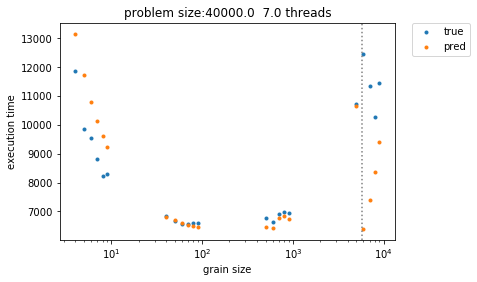 problem size:40000.0  7.0 threads
true
pred
execution time
13000
12000
11000
10000
9000
8000
7000
10¹
10²
10³
10⁴
grain size